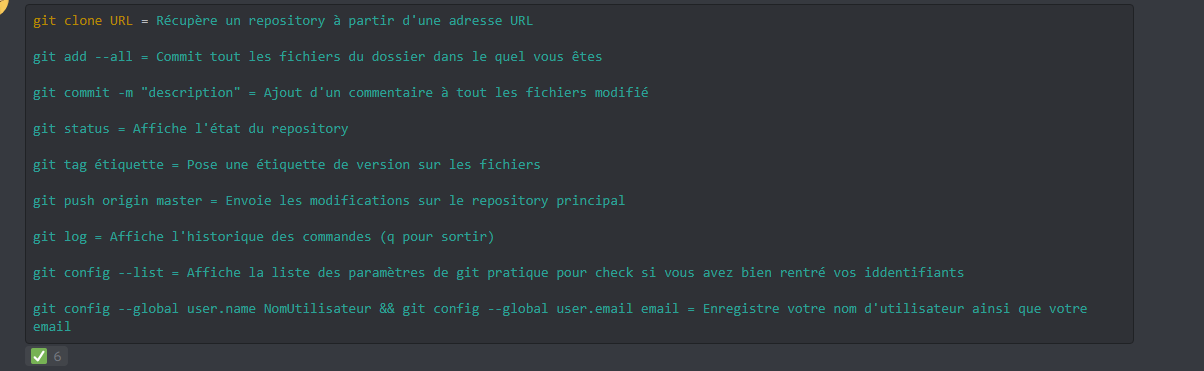 git clone URL = Récupère un repository à partir d'une adresse URL
git add --all = Commit tout les fichiers du dossier dans le quel vous êtes
git commit -m "description" = Ajout d'un commentaire à tout les fichiers modifié
git status = Affiche l'état du repository
git tag étiquette = Pose une étiquette de version sur les fichiers
git push origin master = Envoie les modifications sur le repository principal
git log = Affiche l'historique des commandes (q pour sortir)
git config --list = Affiche la liste des paramètres de git pratique pour check si vous avez bien rentré vos iddentifiants
git config --global user.name NomUtilisateur && git config --global user.email email = Enregistre votre nom d'utilisateur ainsi que votre
email
6